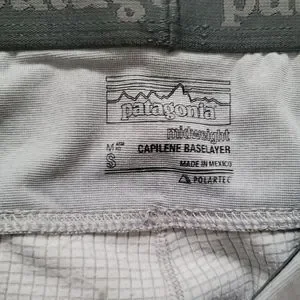 patagonia
midweight
CAPILENE BASELAYER
S
MADE IN MEXICO
POLARTEC